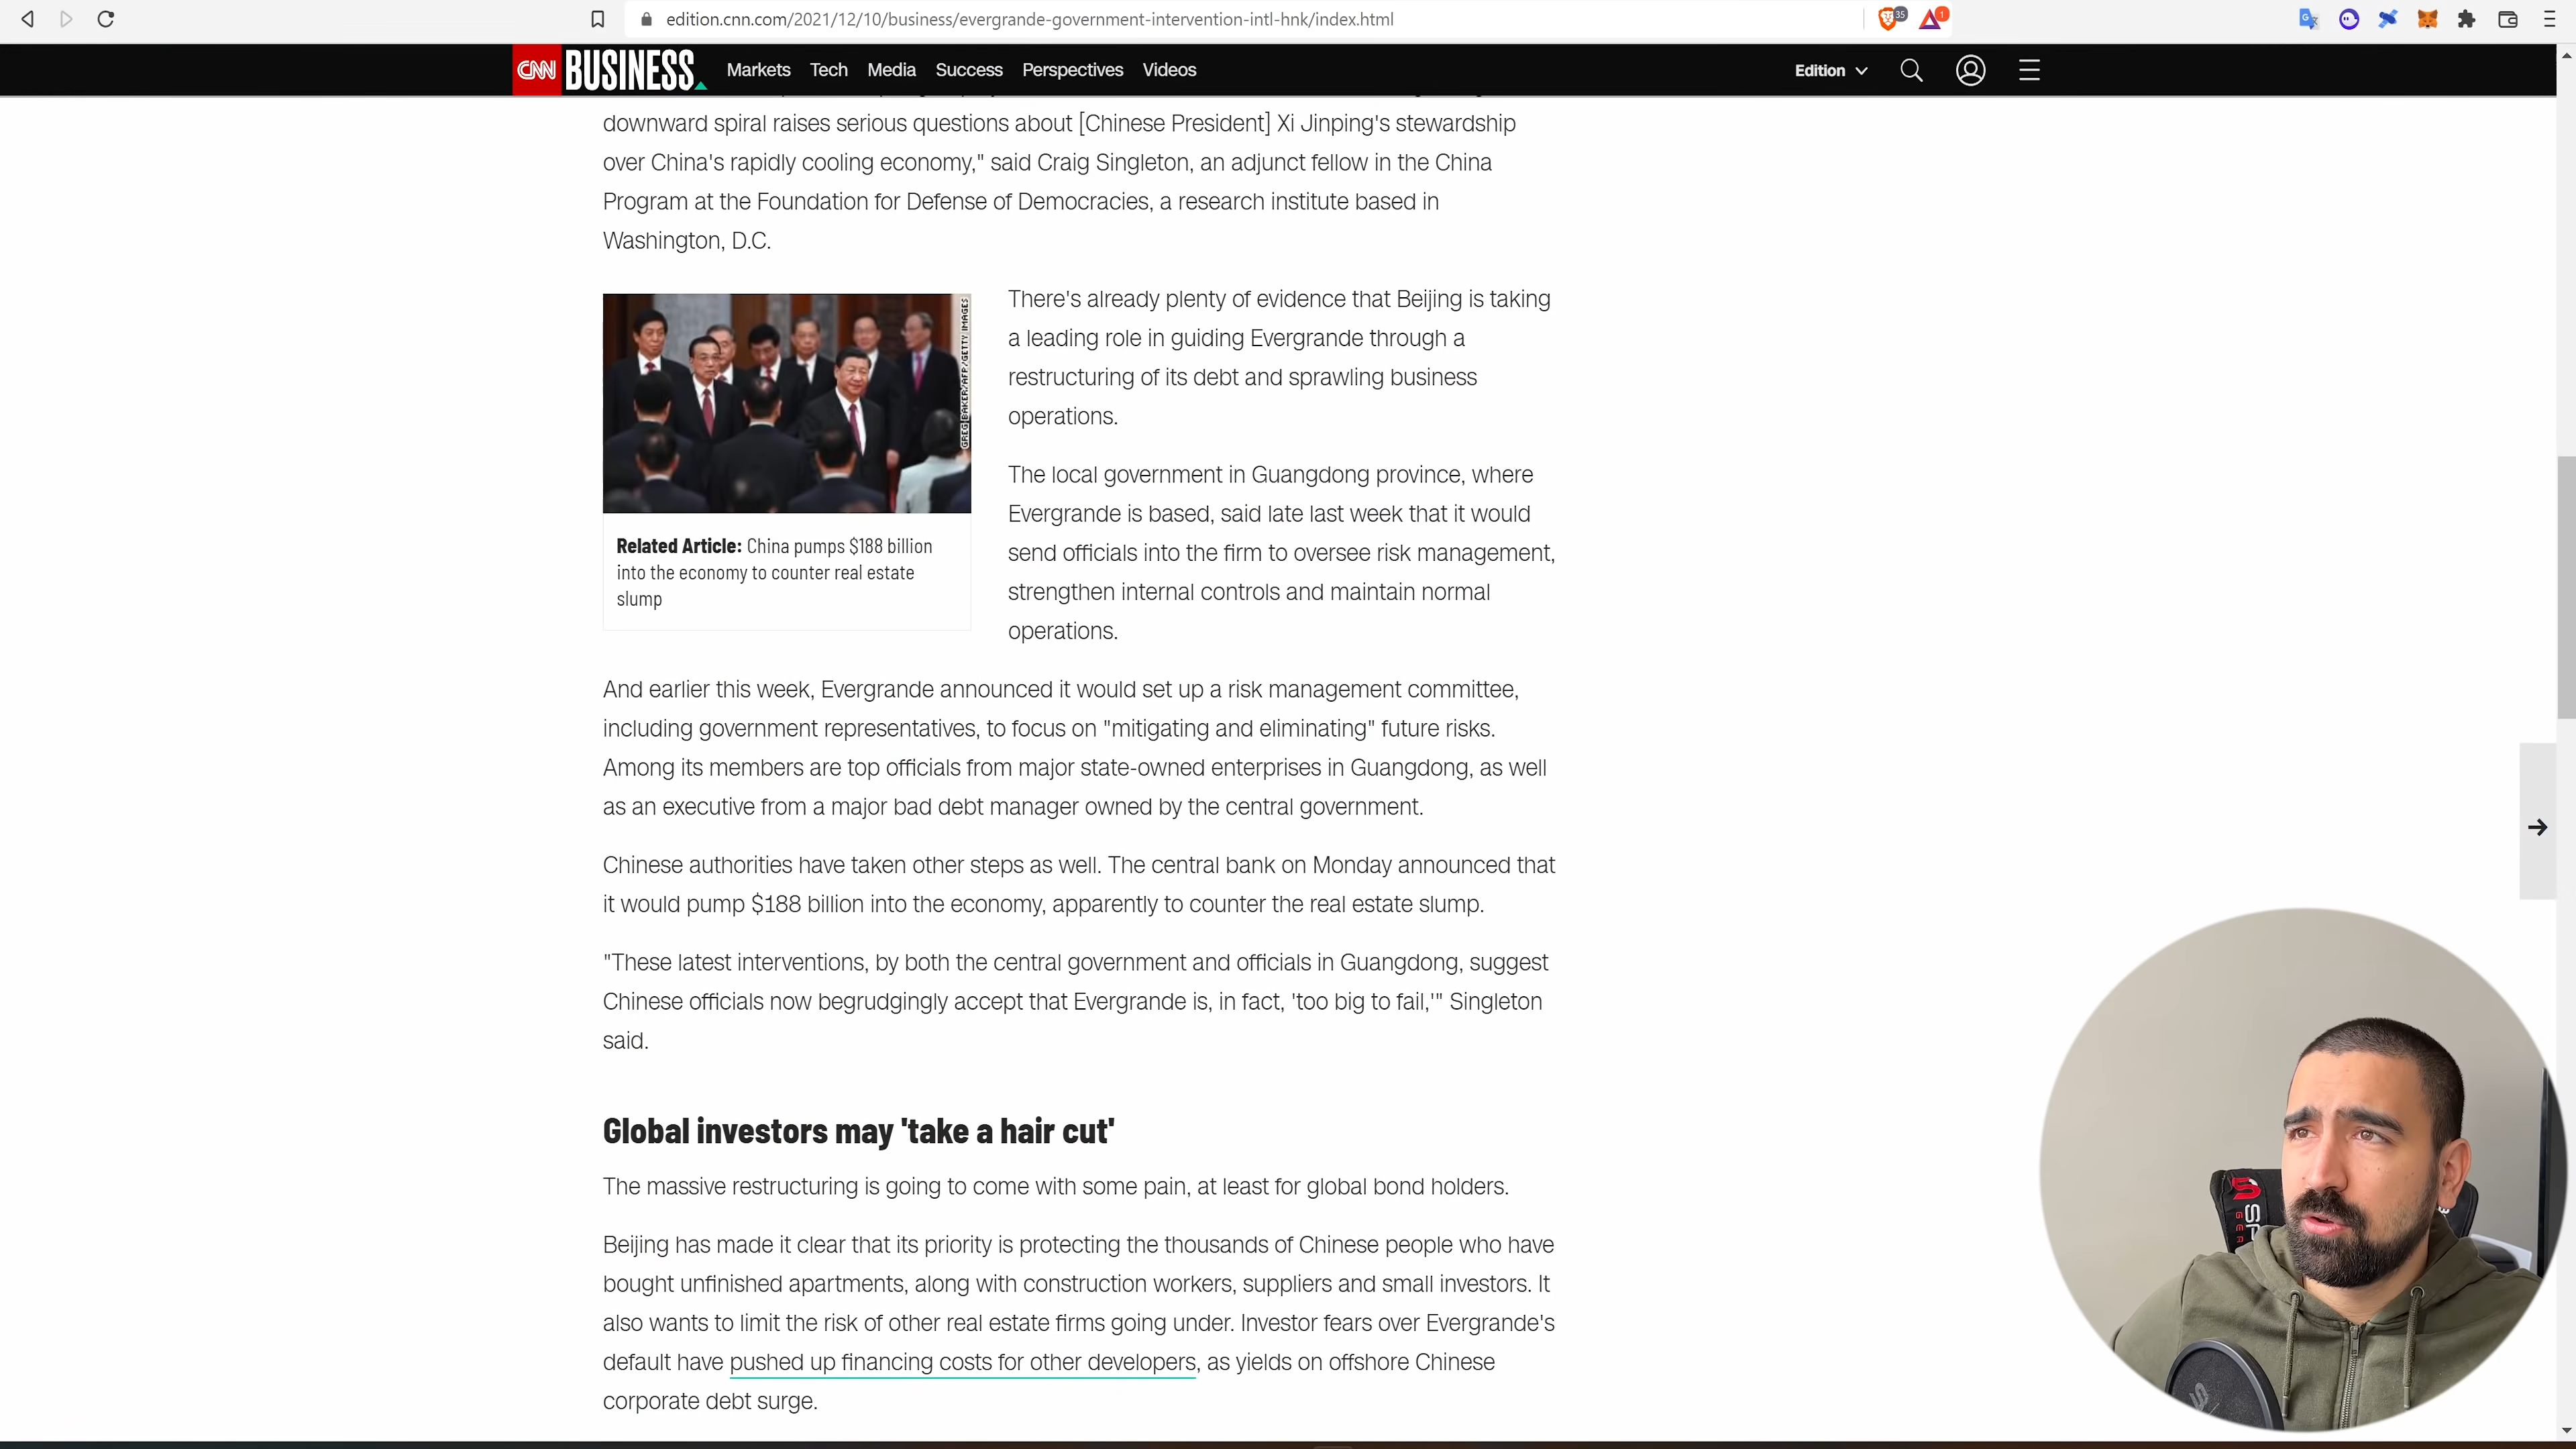 edition.cnn.com/2021/12/10/business/evergrande-government-intervention-intl-hnk/index.html
35
1
CNN BUSINESS
Markets Tech Media Success Perspectives Videos
Edition
downward spiral raises serious questions about [Chinese President] Xi Jinping's stewardship
over China's rapidly cooling economy," said Craig Singleton, an adjunct fellow in the China
Program at the Foundation for Defense of Democracies, a research institute based in
Washington, D.C.
GREG BAKER/AFP/GETTY IMAGES
Related Article: China pumps $188 billion
into the economy to counter real estate
slump
There's already plenty of evidence that Beijing is taking
a leading role in guiding Evergrande through a
restructuring of its debt and sprawling business
operations.
The local government in Guangdong province, where
Evergrande is based, said late last week that it would
send officials into the firm to oversee risk management,
strengthen internal controls and maintain normal
operations.
And earlier this week, Evergrande announced it would set up a risk management committee,
including government representatives, to focus on "mitigating and eliminating" future risks.
Among its members are top officials from major state-owned enterprises in Guangdong, as well
as an executive from a major bad debt manager owned by the central government.
Chinese authorities have taken other steps as well. The central bank on Monday announced that
it would pump $188 billion into the economy, apparently to counter the real estate slump.
"These latest interventions, by both the central government and officials in Guangdong, suggest
Chinese officials now begrudgingly accept that Evergrande is, in fact, 'too big to fail,'" Singleton
said.
Global investors may 'take a hair cut'
The massive restructuring is going to come with some pain, at least for global bond holders.
Beijing has made it clear that its priority is protecting the thousands of Chinese people who have
bought unfinished apartments, along with construction workers, suppliers and small investors. It
also wants to limit the risk of other real estate firms going under. Investor fears over Evergrande's
default have pushed up financing costs for other developers, as yields on offshore Chinese
corporate debt surge.